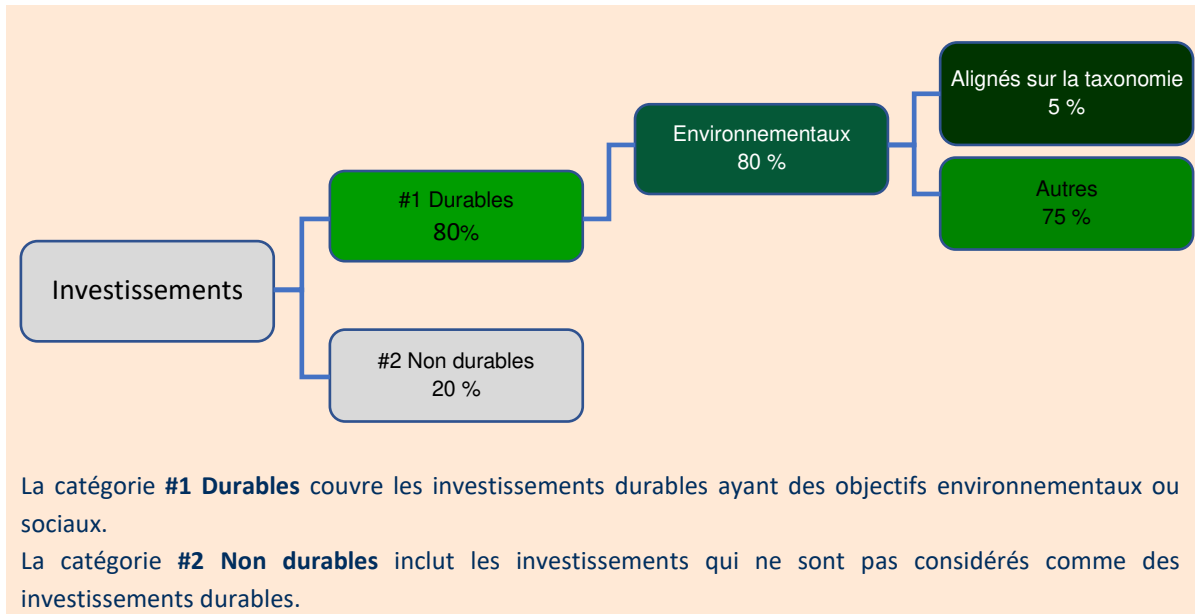 Alignés sur la taxonomie
5 %
Environnementaux
80 %
Autres
75 %
#1 Durables
80%
Investissements
#2 Non durables
20 %
La catégorie #1 Durables couvre les investissements durables ayant des objectifs environnementaux ou
sociaux.
La catégorie #2 Non durables inclut les investissements qui ne sont pas considérés comme des
investissements durables.